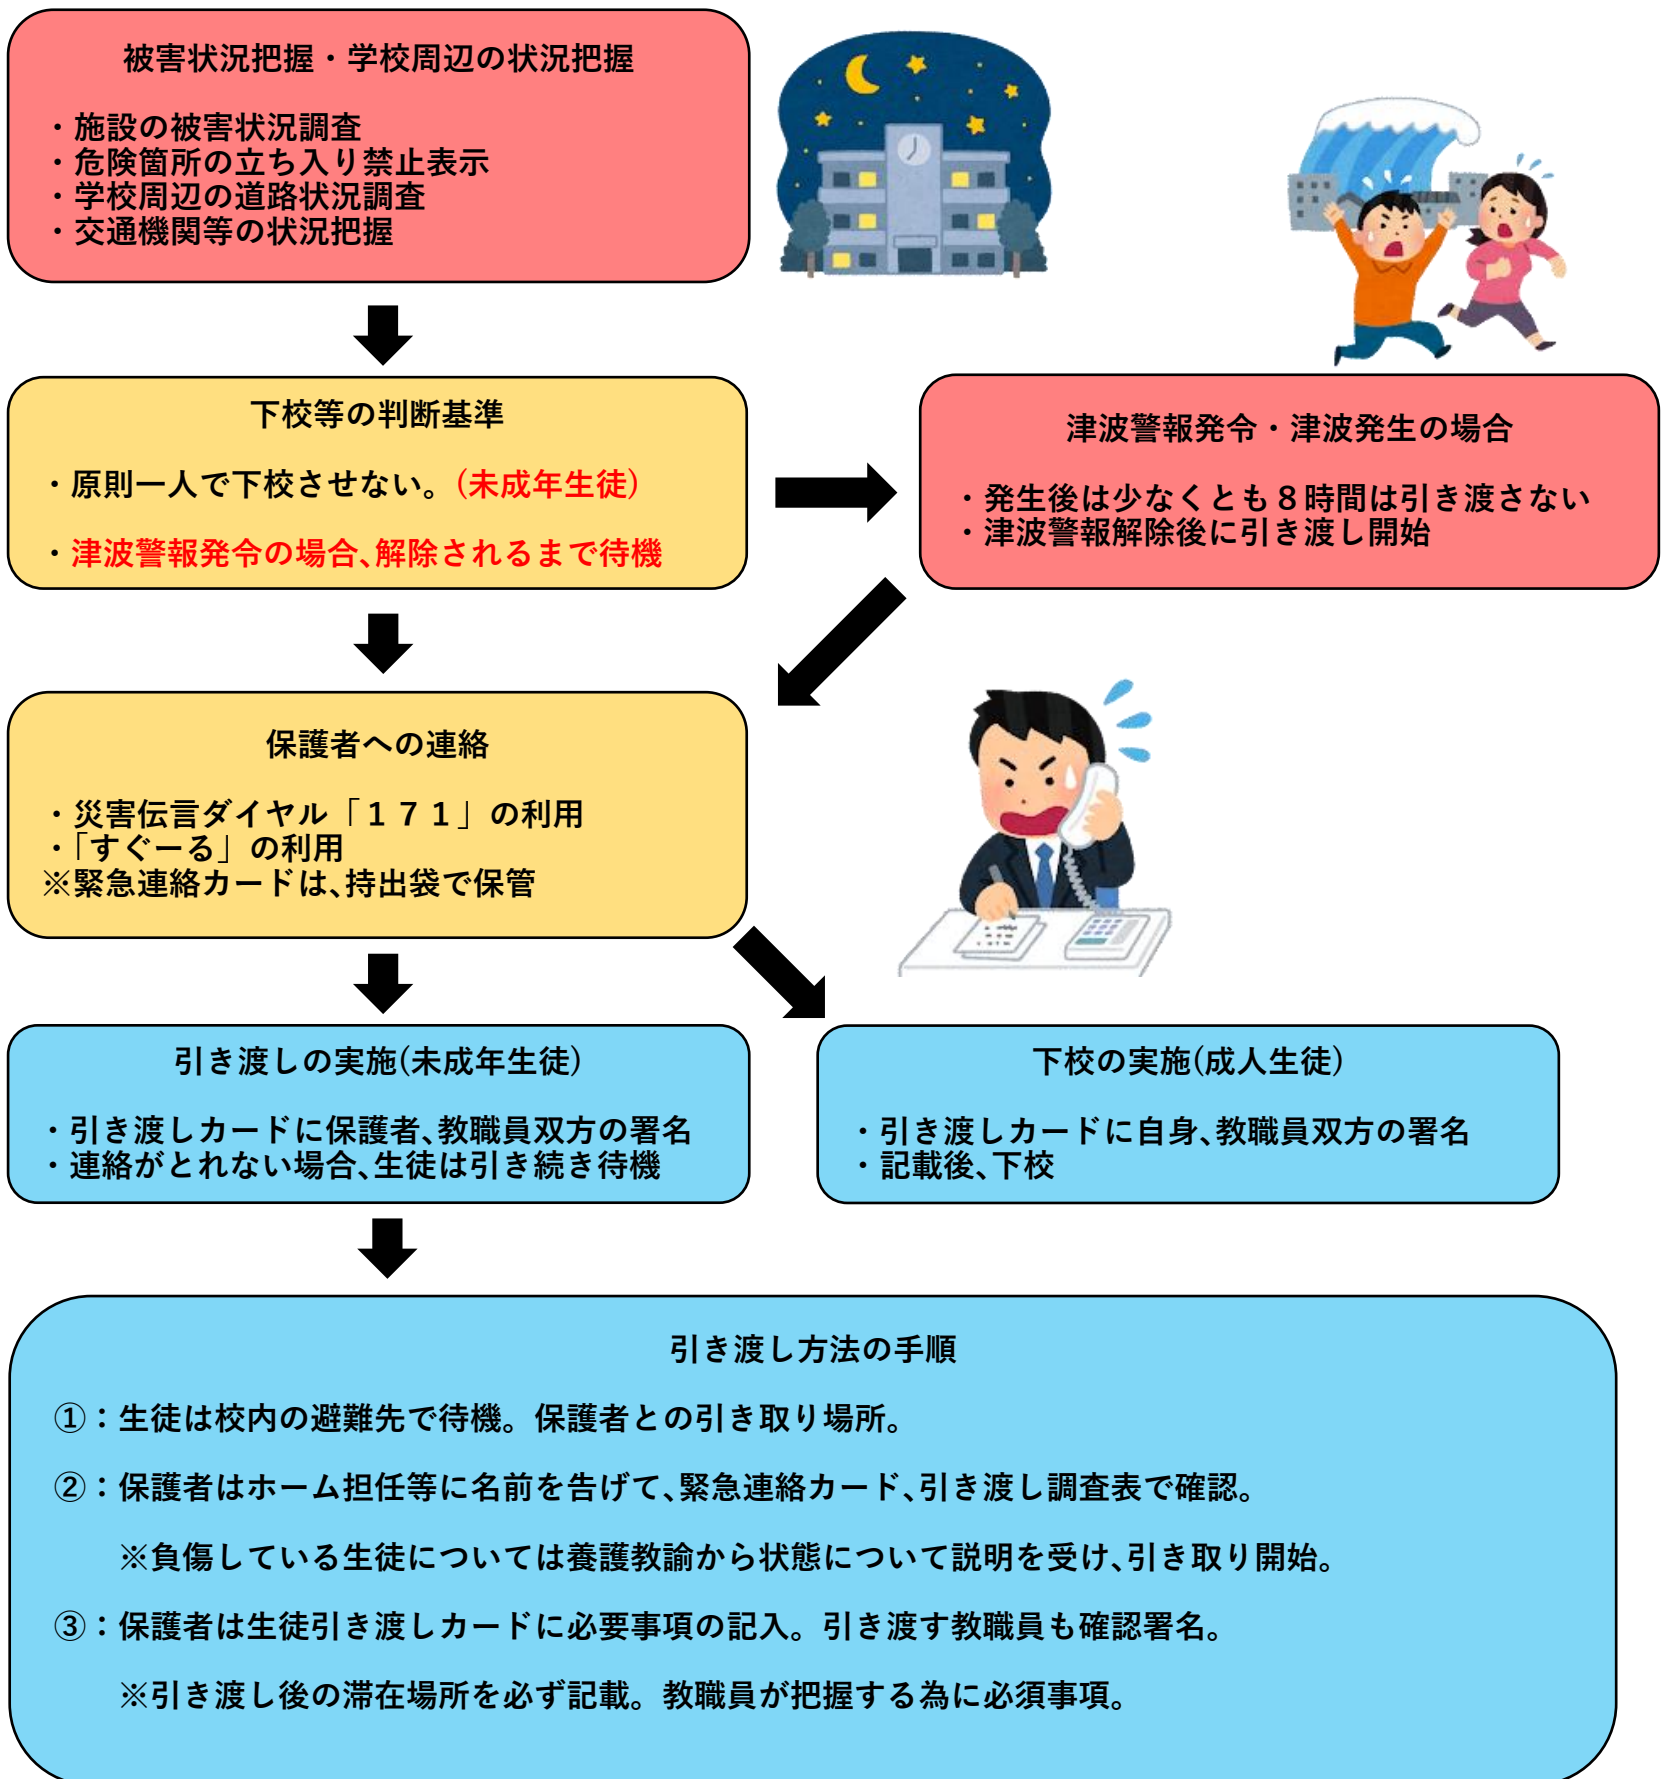 被害状況把握・学校周辺の状況把握
・施設の被害状況調査
・危険箇所の立ち入り禁止表示
・学校周辺の道路状況調査
・交通機関等の状況把握
下校等の判断基準
・原則一人で下校させない。(未成年生徒)
・津波警報発令の場合、解除されるまで待機
津波警報発令・津波発生の場合
・発生後は少なくとも８時間は引き渡さない
・津波警報解除後に引き渡し開始
保護者への連絡
・災害伝言ダイヤル「１７１」の利用
・「すぐーる」の利用
※緊急連絡カードは、持出袋で保管
引き渡しの実施(未成年生徒)
・引き渡しカードに保護者、教職員双方の署名
・連絡がとれない場合、生徒は引き続き待機
下校の実施(成人生徒)
・引き渡しカードに自身、教職員双方の署名
・記載後、下校
引き渡し方法の手順
①：生徒は校内の避難先で待機。保護者との引き取り場所。
②：保護者はホーム担任等に名前を告げて、緊急連絡カード、引き渡し調査表で確認。
※負傷している生徒については養護教諭から状態について説明を受け、引き取り開始。
③：保護者は生徒引き渡しカードに必要事項の記入。引き渡す教職員も確認署名。
※引き渡し後の滞在場所を必ず記載。教職員が把握する為に必須事項。